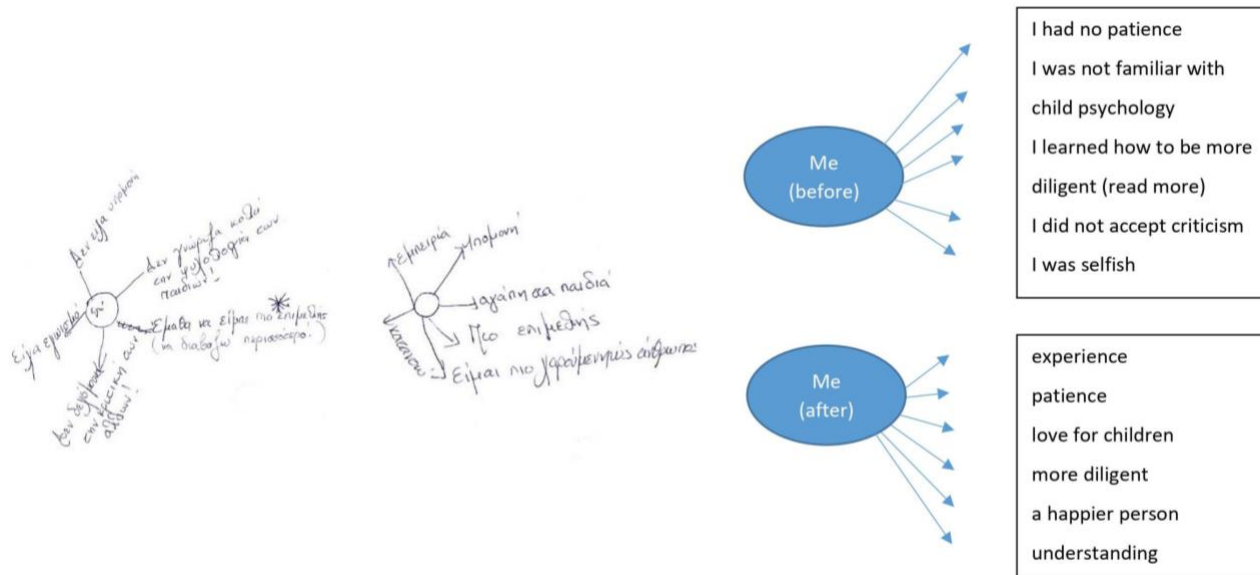 Δεν είχα υπομονή
Δεν γνώριζα καλά
την ψυχολογία των
παιδιών!
Έμαθα να είμαι πιο επιμελής
(να διαβάζω περισσότερο!)
Δεν δεχόμουν
την κριτική των
άλλων!
Είχα εγωισμό
εμπειρία
υπομονή
αγάπη στα παιδιά
Πιο επιμελής
Είμαι πιο άνθρωπος
Me
(before)
I had no patience
I was not familiar with
child psychology
I learned how to be more
diligent (read more)
I did not accept criticism
I was selfish
Me
(after)
experience
patience
love for children
more diligent
a happier person
understanding